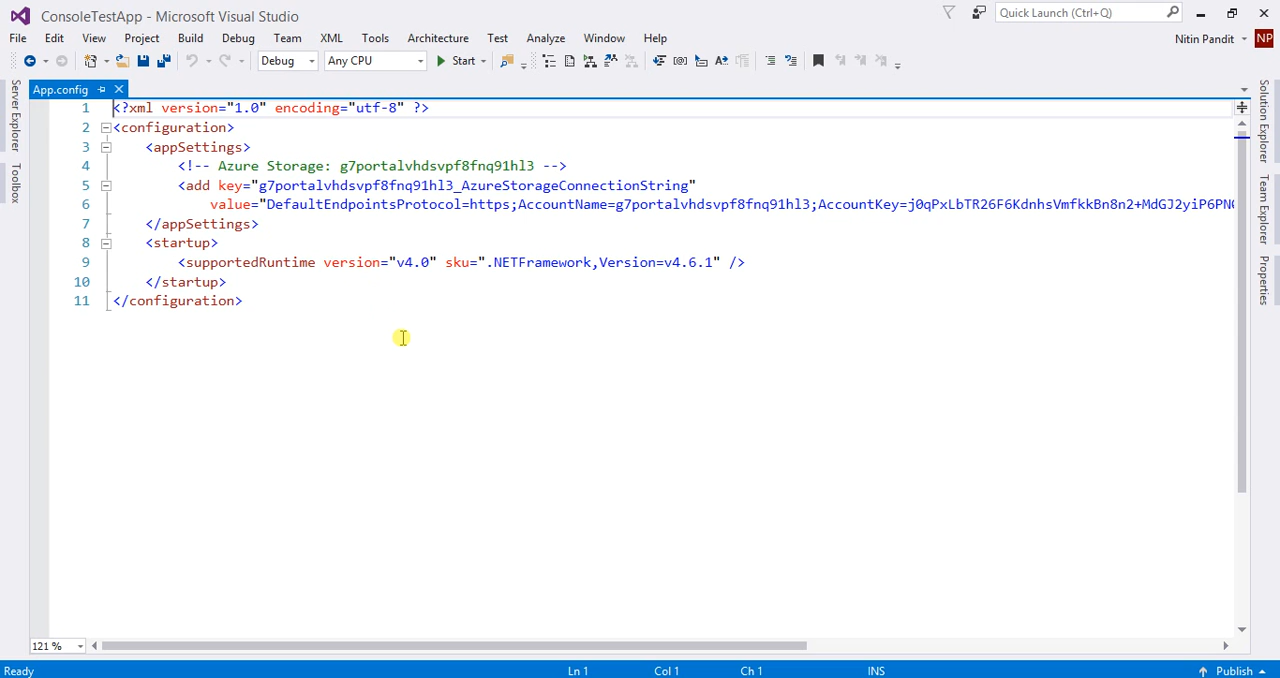 ConsoleTestApp - Microsoft Visual Studio
Quick Launch (Ctrl+Q)
File Edit View Project Build Debug Team XML Tools Architecture Test Analyze Window Help
Nitin Pandit
NP
Debug Any CPU Start
App.config
Server Explorer
Toolbox
Solution Explorer
Team Explorer
Properties
1 <?xml version="1.0" encoding="utf-8" ?>
2 <configuration>
3 <appSettings>
4 <!-- Azure Storage: g7portalvhdsvpf8fnq91hl3 -->
5 <add key="g7portalvhdsvpf8fnq91hl3_AzureStorageConnectionString"
6 value="DefaultEndpointsProtocol=https;AccountName=g7portalvhdsvpf8fnq91hl3;AccountKey=j0qPxLbTR26F6KdnhsVmfkkBn8n2+MdGJ2yiP6PN
7 </appSettings>
8 <startup>
9 <supportedRuntime version="v4.0" sku=".NETFramework,Version=v4.6.1" />
10 </startup>
11 </configuration>
121 %
Ready Ln 1 Col 1 Ch 1 INS Publish